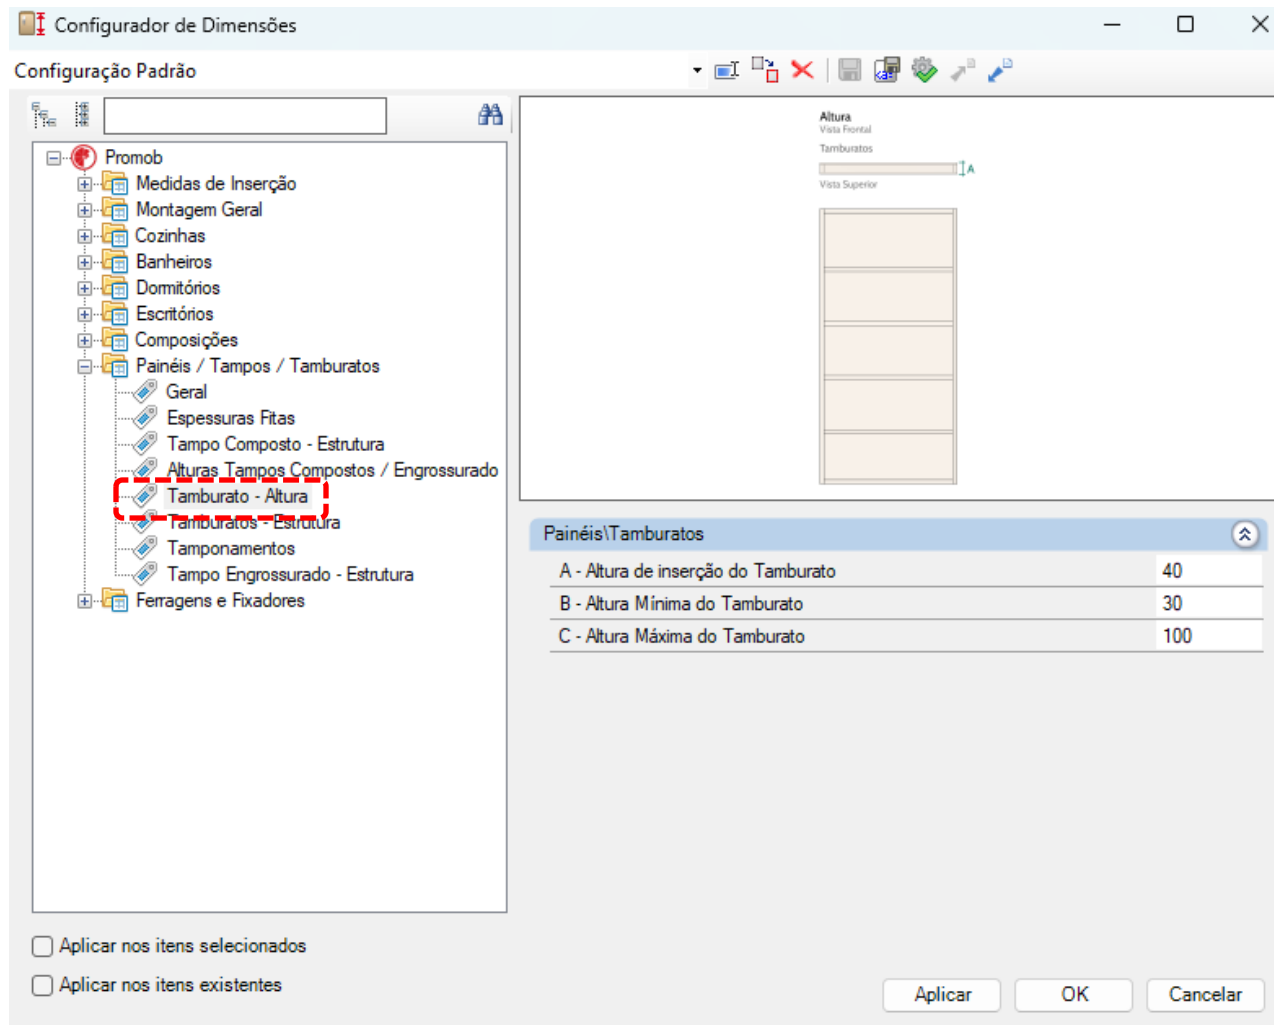 Configurador de Dimensões
Configuração Padrão
Promob
Medidas de Inserção
Montagem Geral
Cozinhas
Banheiros
Dormitórios
Escritórios
Composições
Painéis / Tampos / Tamburatos
Geral
Espessuras Fitas
Tampo Composto - Estrutura
Alturas Tampos Compostos / Engrossurado
Tamburato - Altura
Tamburatos - Estrutura
Tamponamentos
Tampo Engrossurado - Estrutura
Ferragens e Fixadores
Altura
Vista Frontal
Tamburatos
A
Vista Superior
Painéis\Tamburatos
A - Altura de inserção do Tamburato 40
B - Altura Mínima do Tamburato 30
C - Altura Máxima do Tamburato 100
Aplicar nos itens selecionados
Aplicar nos itens existentes
Aplicar OK Cancelar